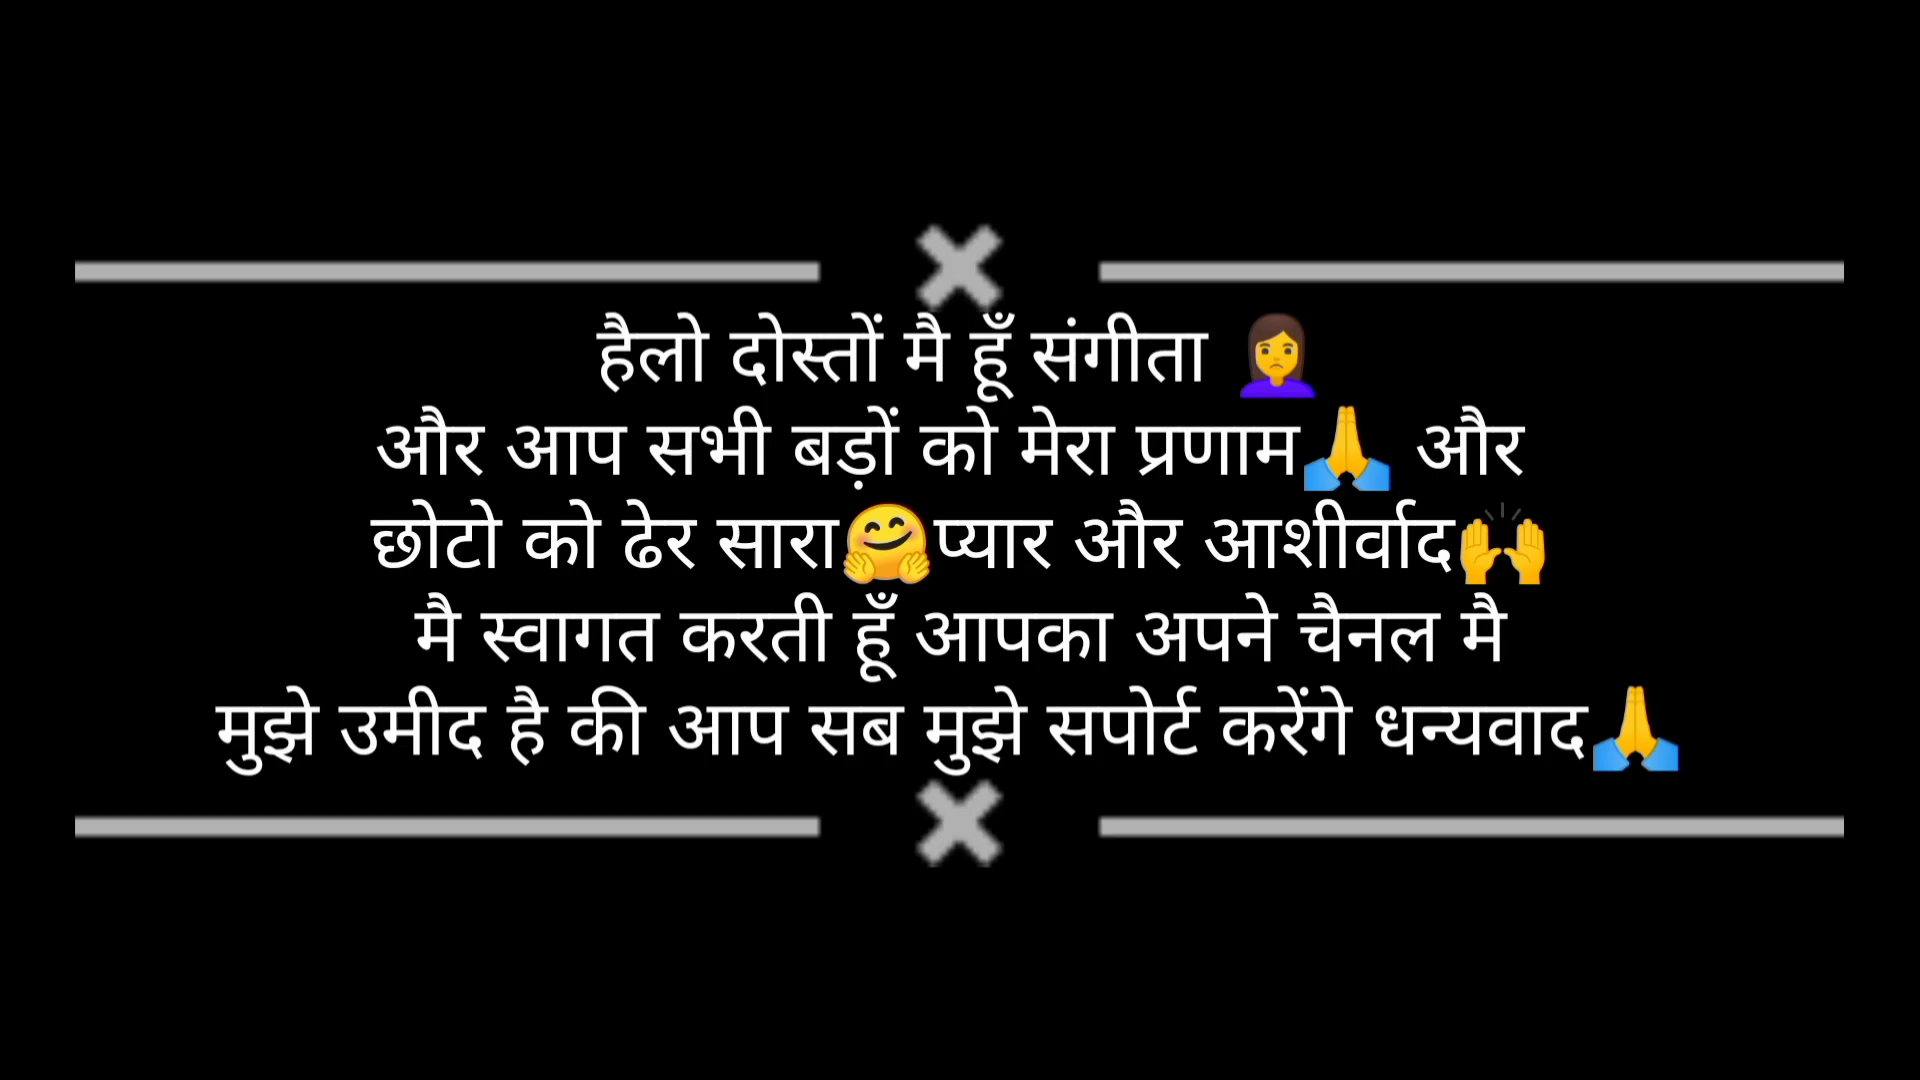 हैलो दोस्तों मै हूँ संगीता 🙍‍♀️
और आप सभी बड़ों को मेरा प्रणाम🙏 और
छोटो को ढेर सारा🤗प्यार और आशीर्वाद🙌
मै स्वागत करती हूँ आपका अपने चैनल मै
मुझे उमीद है की आप सब मुझे सपोर्ट करेंगे धन्यवाद🙏